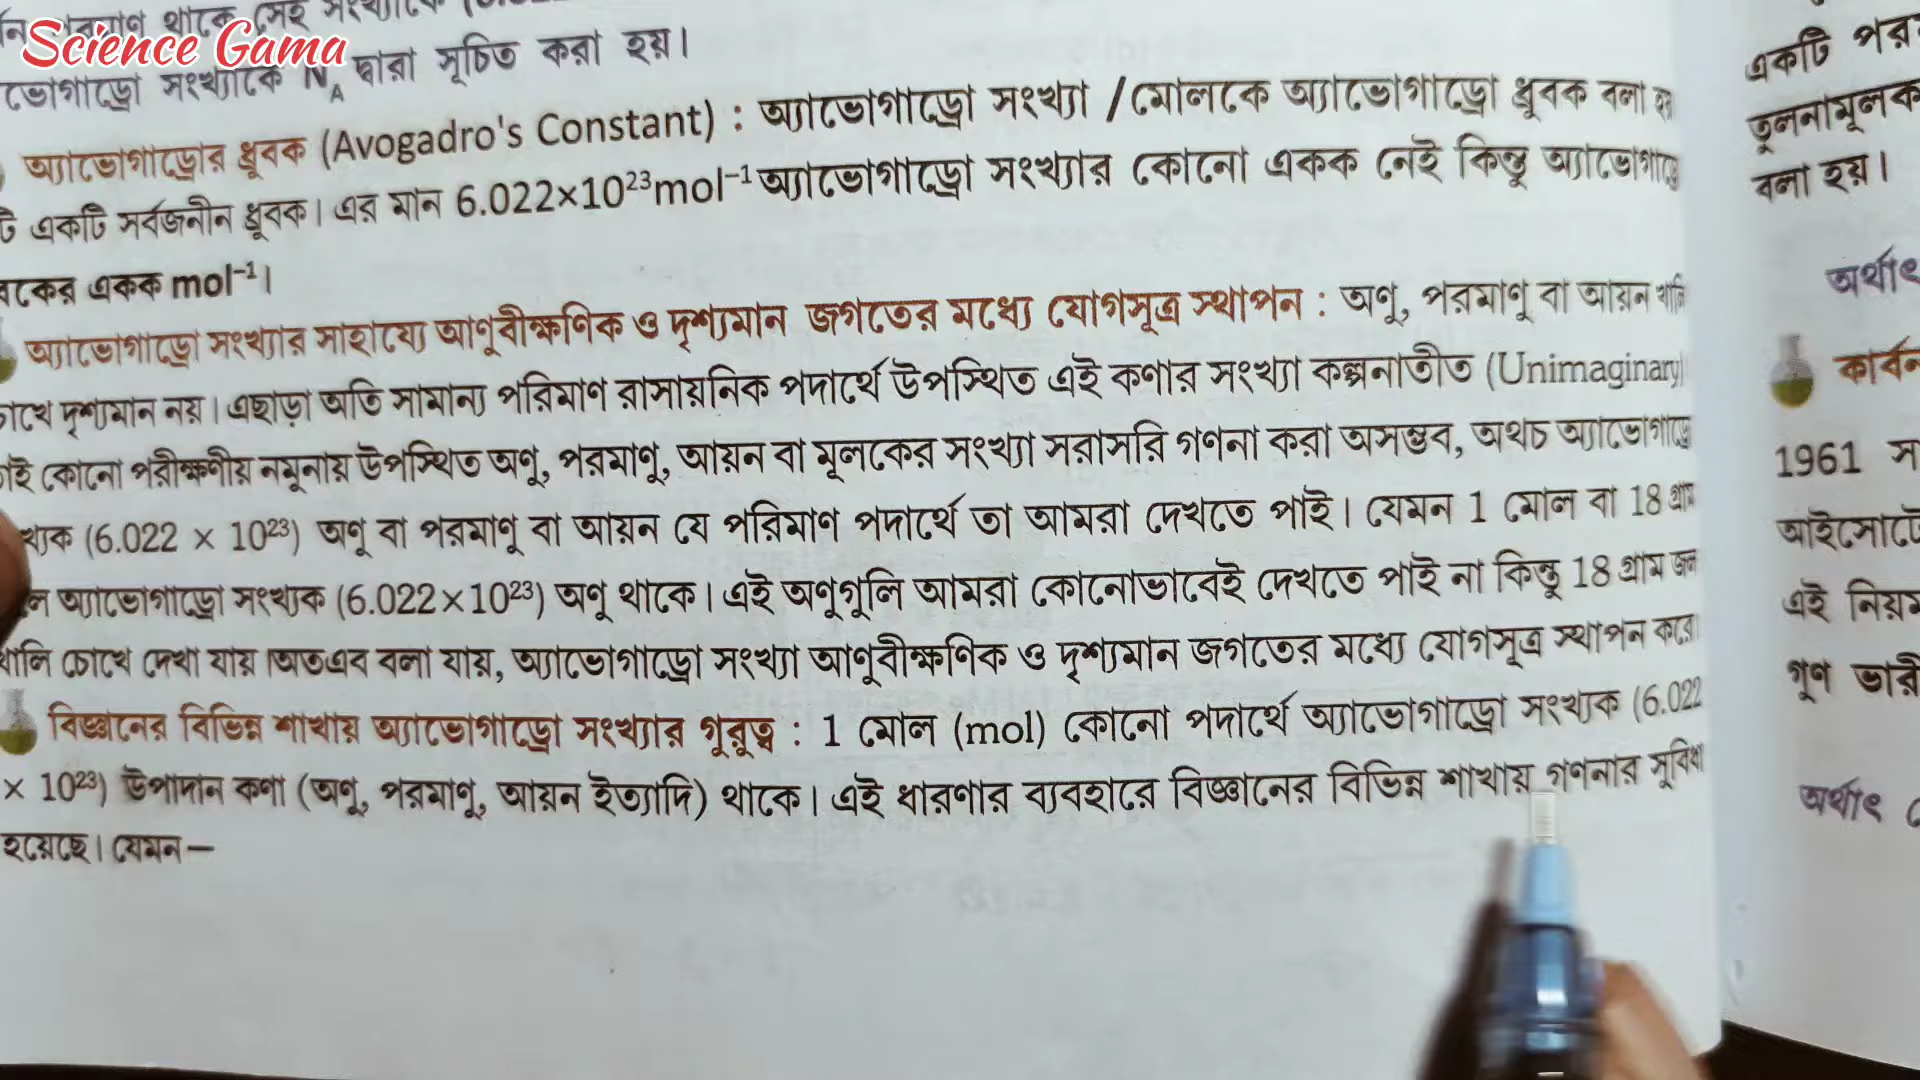 Science Gama
থাকে সেই সংখ্যাকে
ভোগাড্রো সংখ্যাকে NA দ্বারা সূচিত করা হয়।
অ্যাভোগাড্রোর ধ্রুবক (Avogadro's Constant) : অ্যাভোগাড্রো সংখ্যা /মোলকে অ্যাভোগাড্রো ধ্রুবক বলা হয়
টি একটি সর্বজনীন ধ্রুবক। এর মান 6.022×10²³mol⁻¹ অ্যাভোগাড্রো সংখ্যার কোনো একক নেই কিন্তু অ্যাভোগাড্রো
বকের একক mol⁻¹।
অ্যাভোগাড্রো সংখ্যার সাহায্যে আণুবীক্ষণিক ও দৃশ্যমান জগতের মধ্যে যোগসূত্র স্থাপন : অণু, পরমাণু বা আয়ন খালি
চোখে দৃশ্যমান নয়। এছাড়া অতি সামান্য পরিমাণ রাসায়নিক পদার্থে উপস্থিত এই কণার সংখ্যা কল্পনাতীত (Unimaginary)
তাই কোনো পরীক্ষণীয় নমুনায় উপস্থিত অণু, পরমাণু, আয়ন বা মূলকের সংখ্যা সরাসরি গণনা করা অসম্ভব, অথচ অ্যাভোগাড্রো
খ্যক (6.022 × 10²³) অণু বা পরমাণু বা আয়ন যে পরিমাণ পদার্থে তা আমরা দেখতে পাই। যেমন 1 মোল বা 18 গ্রাম
ল অ্যাভোগাড্রো সংখ্যক (6.022×10²³) অণু থাকে। এই অণুগুলি আমরা কোনোভাবেই দেখতে পাই না কিন্তু 18 গ্রাম জল
খালি চোখে দেখা যায়।অতএব বলা যায়, অ্যাভোগাড্রো সংখ্যা আণুবীক্ষণিক ও দৃশ্যমান জগতের মধ্যে যোগসূত্র স্থাপন করে।
বিজ্ঞানের বিভিন্ন শাখায় অ্যাভোগাড্রো সংখ্যার গুরুত্ব : 1 মোল (mol) কোনো পদার্থে অ্যাভোগাড্রো সংখ্যক (6.022
× 10²³) উপাদান কণা (অণু, পরমাণু, আয়ন ইত্যাদি) থাকে। এই ধারণার ব্যবহারে বিজ্ঞানের বিভিন্ন শাখায় গণনার সুবিধা
হয়েছে। যেমন—
একটি পর
তুলনামূলক
বলা হয়।
অর্থাৎ
কার্বন
1961 স
আইসোটো
এই নিয়ম
গুণ ভারী
অর্থাৎ